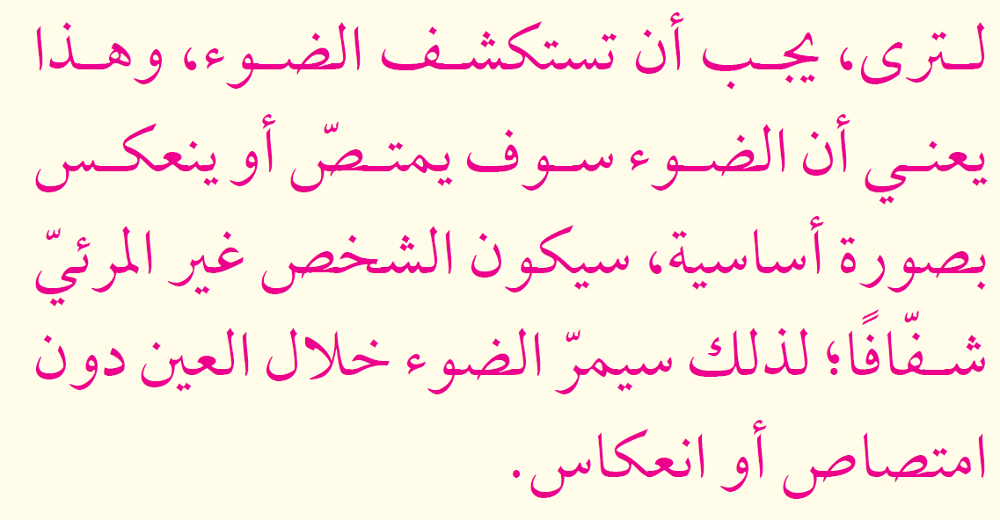 لترى، يجب أن تستكشف الضوء، وهذا
يعني أن الضوء سوف يمتصّ أو ينعكس
بصورة أساسية، سيكون الشخص غير المرئيّ
شفّافًا؛ لذلك سيمرّ الضوء خلال العين دون
امتصاص أو انعكاس.